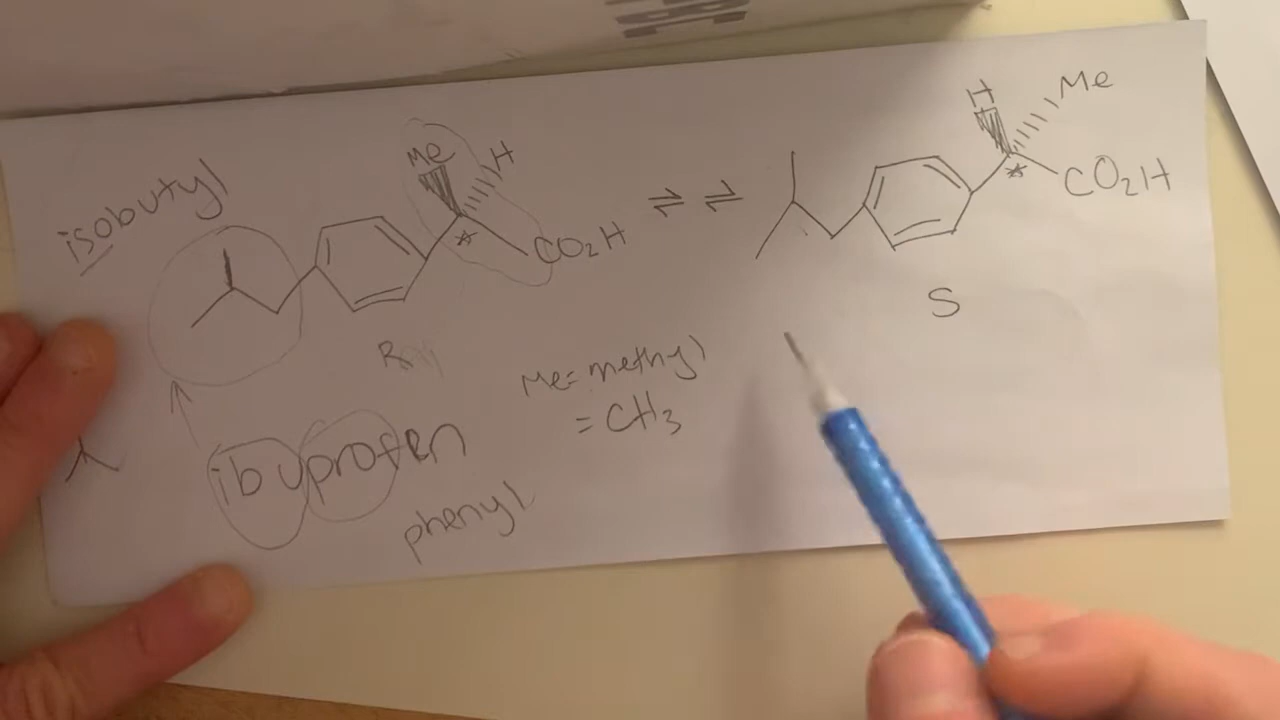 isobutyl
Me
H
*
CO₂H
⇌ ⇌
H
Me
*
CO₂H
R
S
Me = methyl
= CH₃
ibuprofen
phenyl